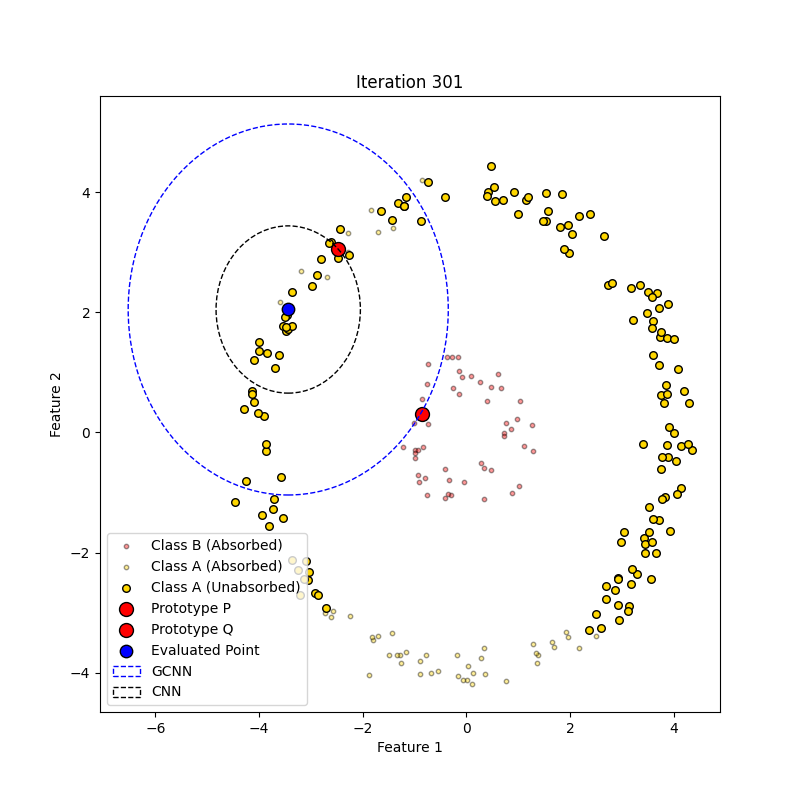 Iteration 301
4
2
0
−2
−4
Feature 2
Class B (Absorbed)
Class A (Absorbed)
Class A (Unabsorbed)
Prototype P
Prototype Q
Evaluated Point
GCNN
CNN
−6
−4
−2
0
2
4
Feature 1